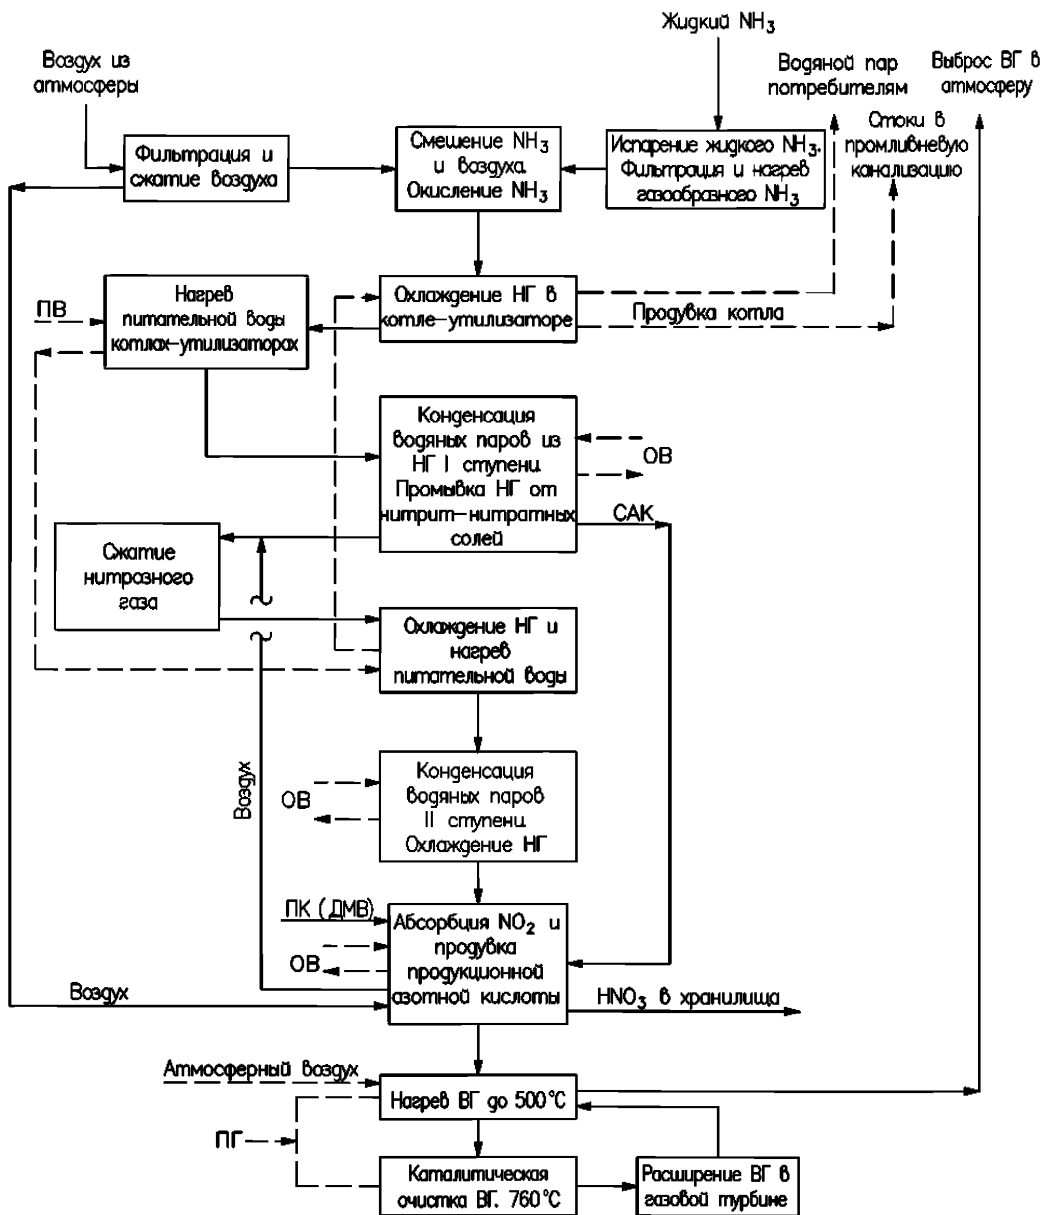 Жидкий NH3
Воздух из
атмосферы
Водяной пар
потребителям
Выброс ВГ в
атмосферу
Стоки в
промливневую
канализацию
Фильтрация и
сжатие воздуха
Смешение NH3
и воздуха.
Окисление NH3
Испарение жидкого NH3.
Фильтрация и нагрев
газообразного NH3
ПВ
Нагрев
питательной воды
котлах-утилизаторах
Охлаждение НГ в
котле-утилизаторе
Продувка котла
Конденсация
водяных паров из
НГ I ступени
Промывка НГ от
нитрит-нитратных
солей
ОВ
САК
Сжатие
нитрозного
газа
Охлаждение НГ и
нагрев
питательной воды
Воздух
ОВ
Конденсация
водяных паров
II ступени
Охлаждение НГ
ПК (ДМВ)
ОВ
Абсорбция NO2 и
продувка
продукционной
азотной кислоты
Воздух
HNO3 в хранилища
Атмосферный воздух
Нагрев ВГ до 500°С
ПГ
Каталитическая
очистка ВГ. 760°С
Расширение ВГ в
газовой турбине